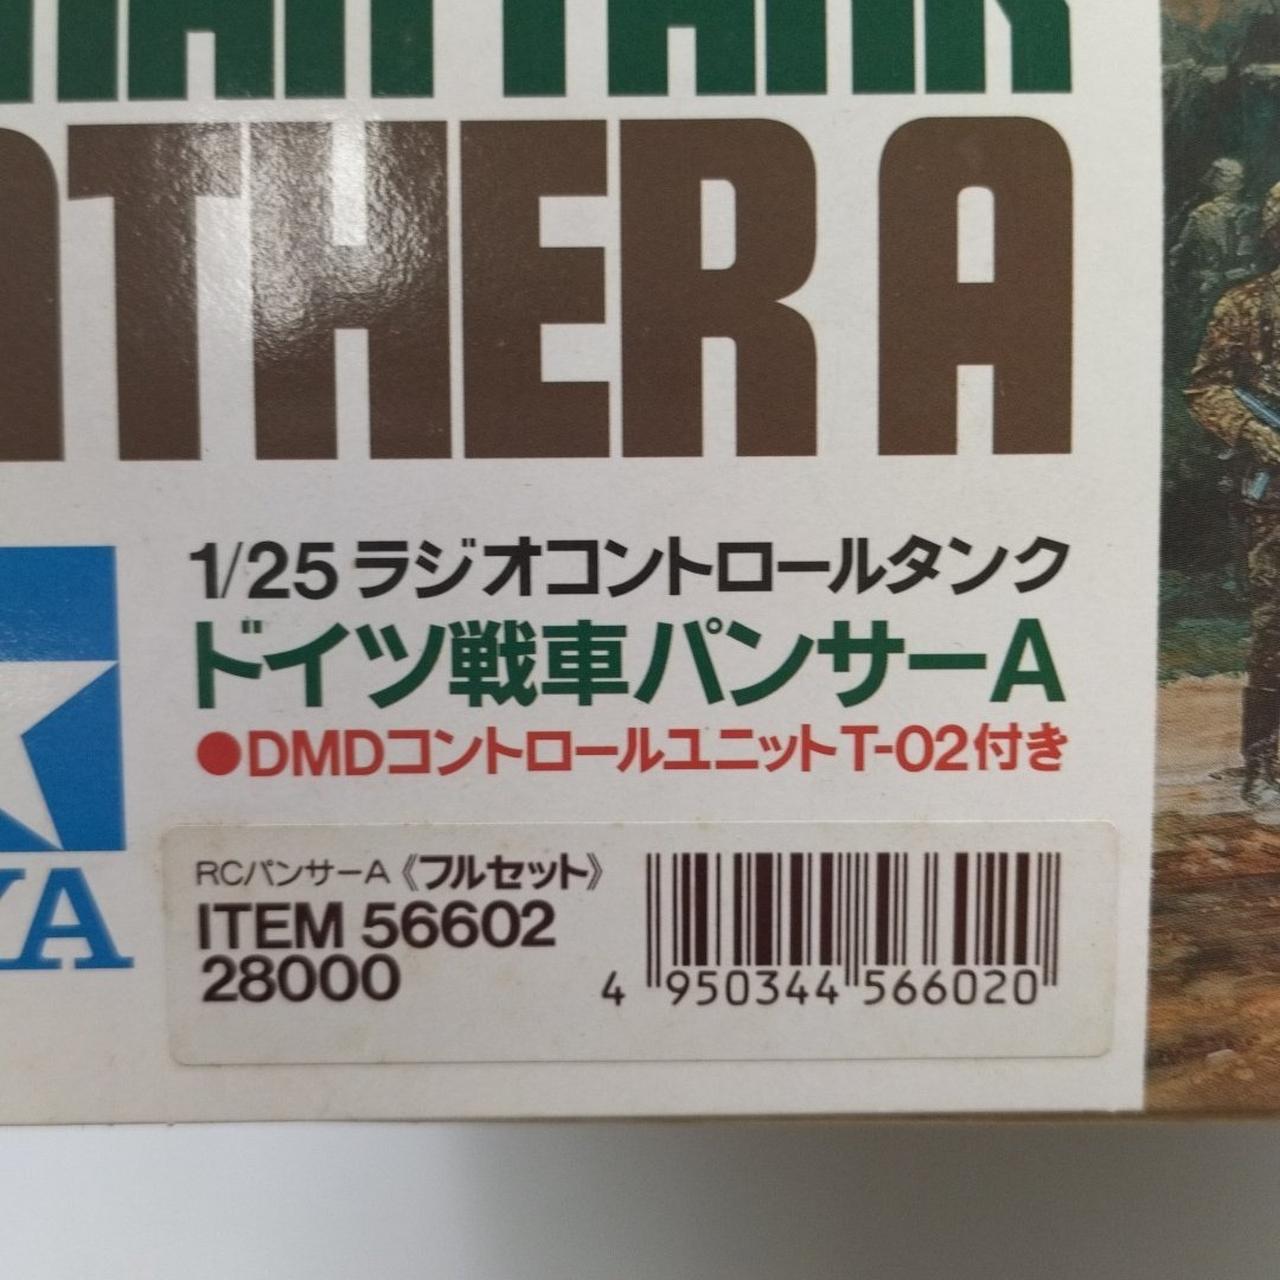 THER A
1/25 ラジオコントロールタンク
ドイツ戦車パンサーA
●DMDコントロールユニットT-02付き
YA
RCパンサーA《フルセット》
ITEM 56602
28000
4 950344 566020